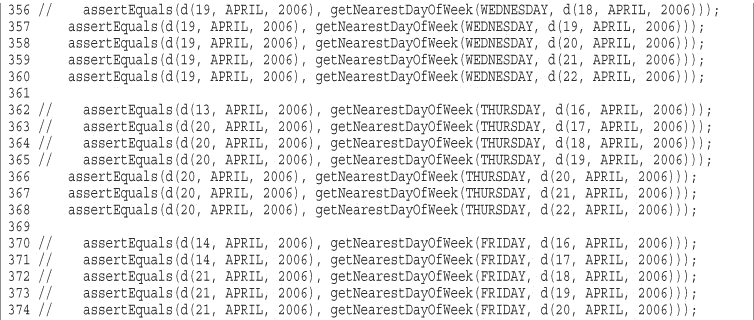 356 //    assertEquals(d(19, APRIL, 2006), getNearestDayOfWeek(WEDNESDAY, d(18, APRIL, 2006)));
357     assertEquals(d(19, APRIL, 2006), getNearestDayOfWeek(WEDNESDAY, d(19, APRIL, 2006)));
358     assertEquals(d(19, APRIL, 2006), getNearestDayOfWeek(WEDNESDAY, d(20, APRIL, 2006)));
359     assertEquals(d(19, APRIL, 2006), getNearestDayOfWeek(WEDNESDAY, d(21, APRIL, 2006)));
360     assertEquals(d(19, APRIL, 2006), getNearestDayOfWeek(WEDNESDAY, d(22, APRIL, 2006)));
361
362 //    assertEquals(d(13, APRIL, 2006), getNearestDayOfWeek(THURSDAY, d(16, APRIL, 2006)));
363 //    assertEquals(d(20, APRIL, 2006), getNearestDayOfWeek(THURSDAY, d(17, APRIL, 2006)));
364 //    assertEquals(d(20, APRIL, 2006), getNearestDayOfWeek(THURSDAY, d(18, APRIL, 2006)));
365 //    assertEquals(d(20, APRIL, 2006), getNearestDayOfWeek(THURSDAY, d(19, APRIL, 2006)));
366     assertEquals(d(20, APRIL, 2006), getNearestDayOfWeek(THURSDAY, d(20, APRIL, 2006)));
367     assertEquals(d(20, APRIL, 2006), getNearestDayOfWeek(THURSDAY, d(21, APRIL, 2006)));
368     assertEquals(d(20, APRIL, 2006), getNearestDayOfWeek(THURSDAY, d(22, APRIL, 2006)));
369
370 //    assertEquals(d(14, APRIL, 2006), getNearestDayOfWeek(FRIDAY, d(16, APRIL, 2006)));
371 //    assertEquals(d(14, APRIL, 2006), getNearestDayOfWeek(FRIDAY, d(17, APRIL, 2006)));
372 //    assertEquals(d(21, APRIL, 2006), getNearestDayOfWeek(FRIDAY, d(18, APRIL, 2006)));
373 //    assertEquals(d(21, APRIL, 2006), getNearestDayOfWeek(FRIDAY, d(19, APRIL, 2006)));
374 //    assertEquals(d(21, APRIL, 2006), getNearestDayOfWeek(FRIDAY, d(20, APRIL, 2006)));